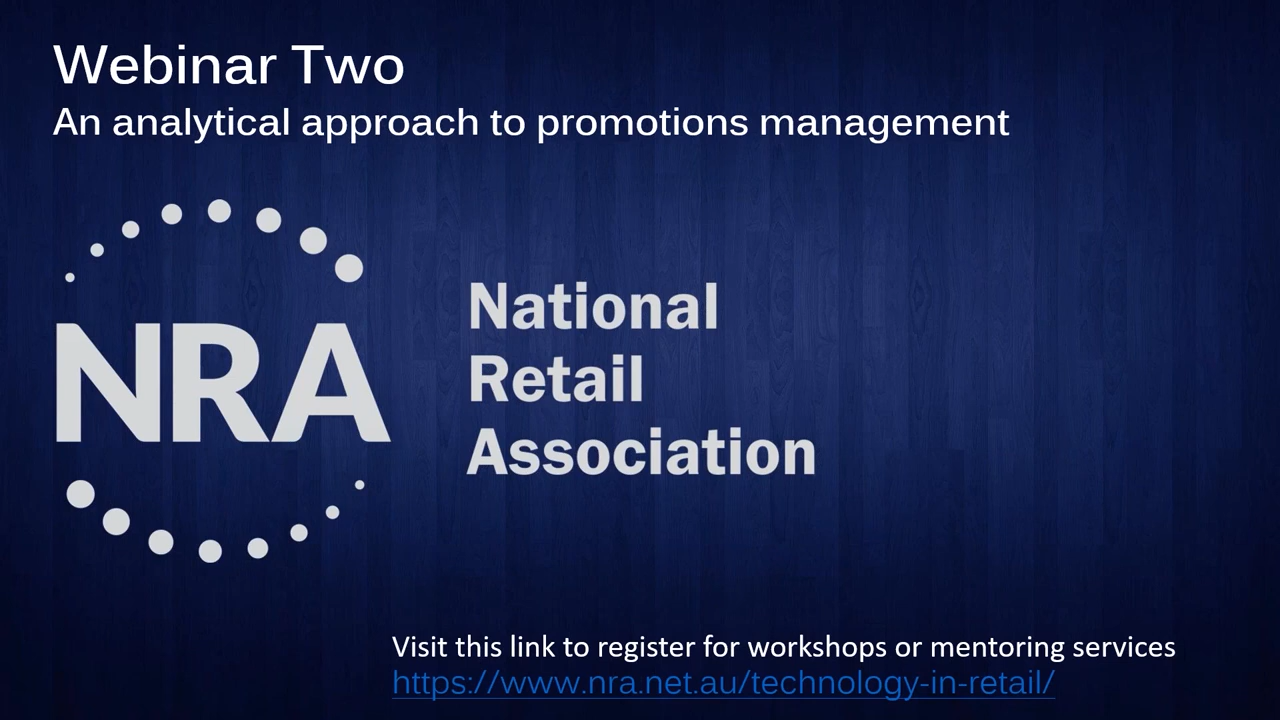 Webinar Two
An analytical approach to promotions management
NRA
National
Retail
Association
Visit this link to register for workshops or mentoring services
https://www.nra.net.au/technology-in-retail/